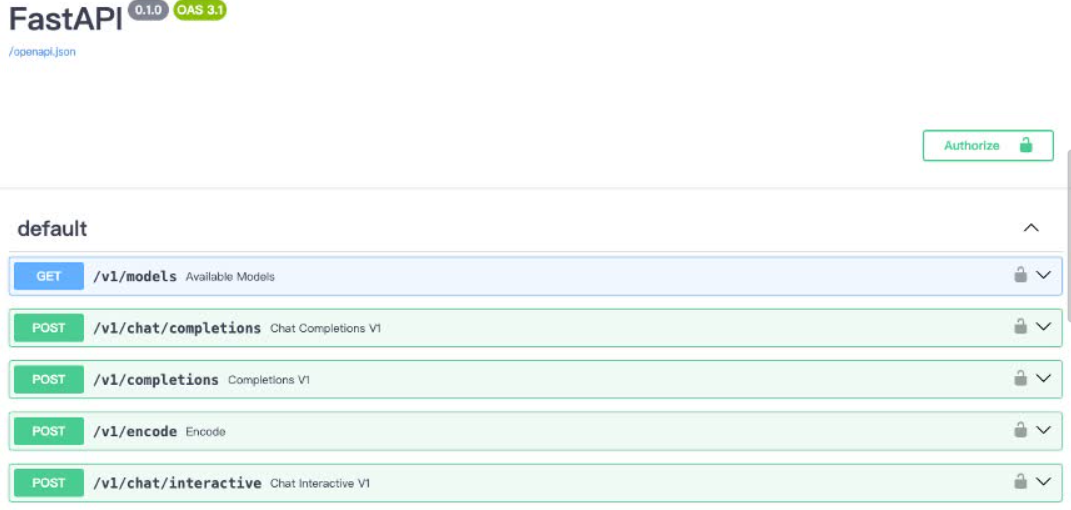 FastAPI 0.1.0 OAS 3.1
/openapi.json
Authorize
default
GET /v1/models Available Models
POST /v1/chat/completions Chat Completions V1
POST /v1/completions Completions V1
POST /v1/encode Encode
POST /v1/chat/interactive Chat Interactive V1